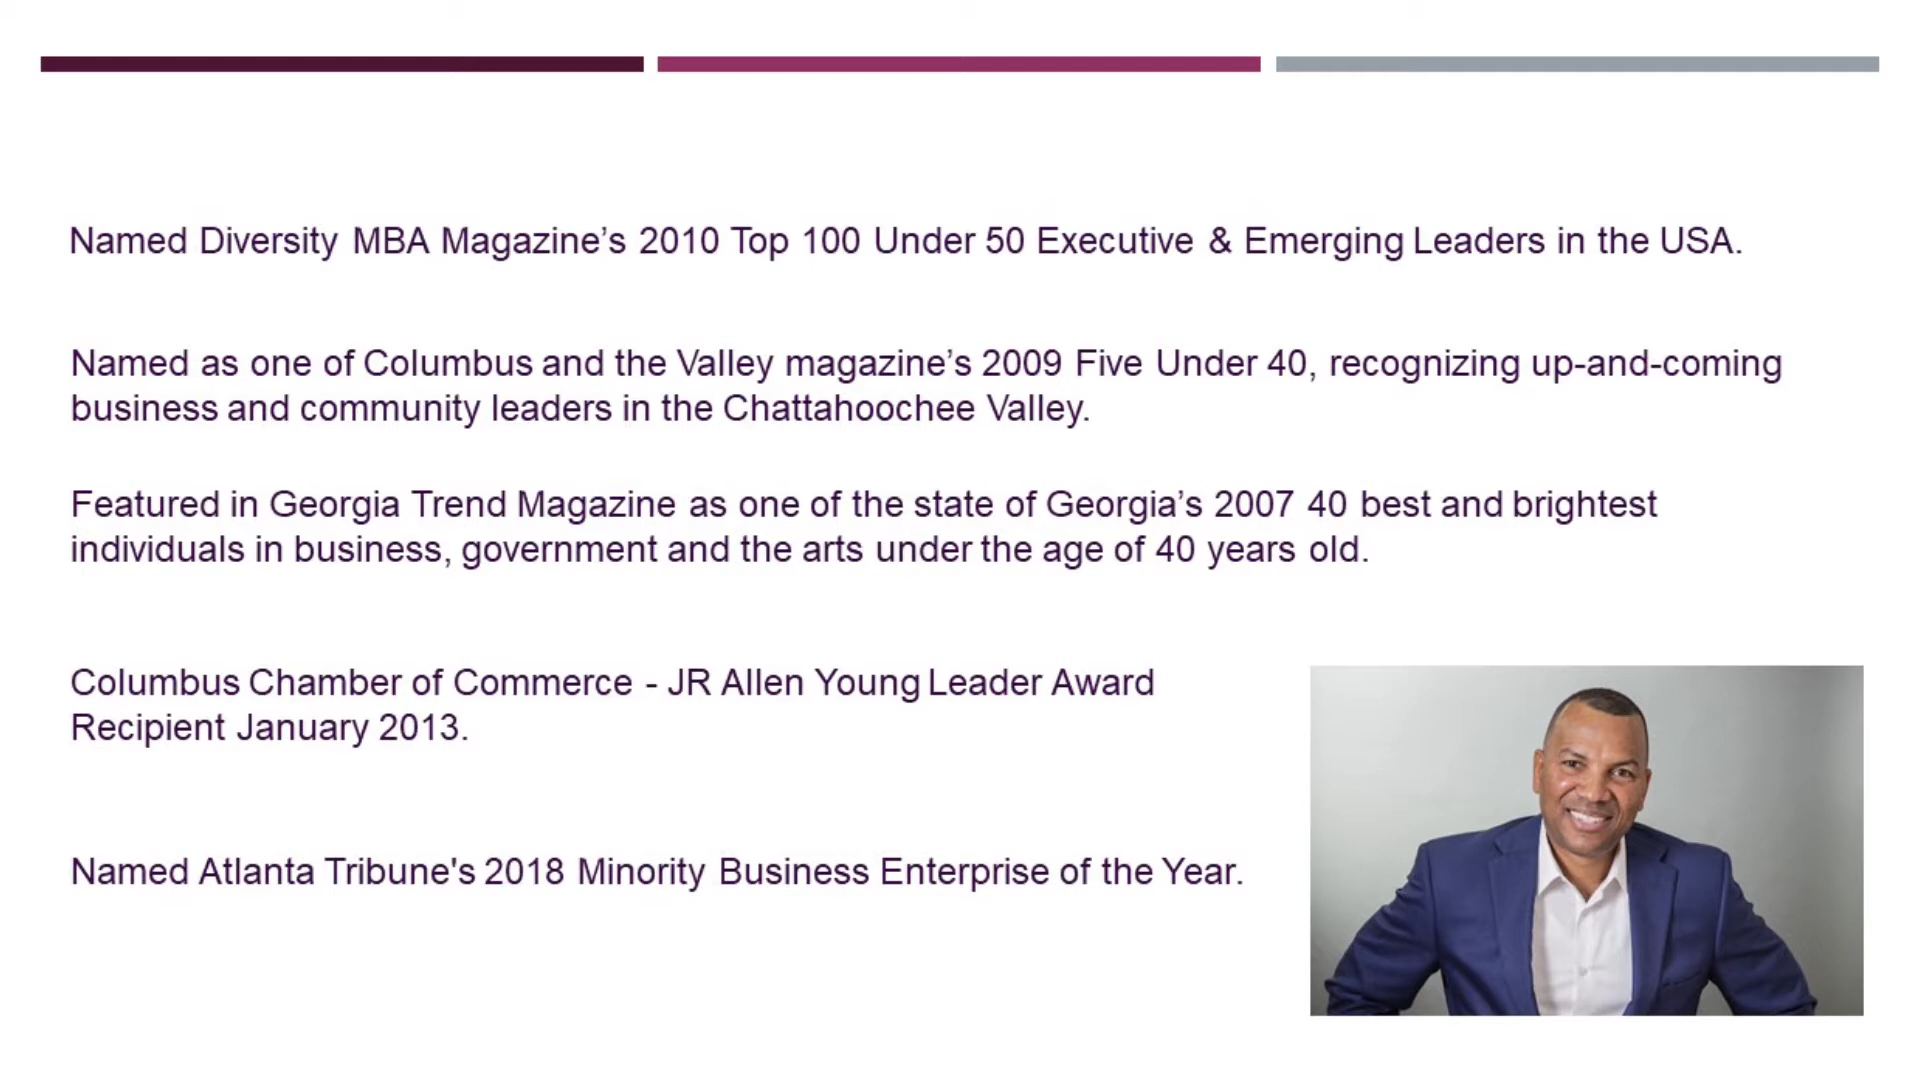 Named Diversity MBA Magazine’s 2010 Top 100 Under 50 Executive & Emerging Leaders in the USA.
Named as one of Columbus and the Valley magazine’s 2009 Five Under 40, recognizing up-and-coming
business and community leaders in the Chattahoochee Valley.
Featured in Georgia Trend Magazine as one of the state of Georgia’s 2007 40 best and brightest
individuals in business, government and the arts under the age of 40 years old.
Columbus Chamber of Commerce - JR Allen Young Leader Award
Recipient January 2013.
Named Atlanta Tribune's 2018 Minority Business Enterprise of the Year.